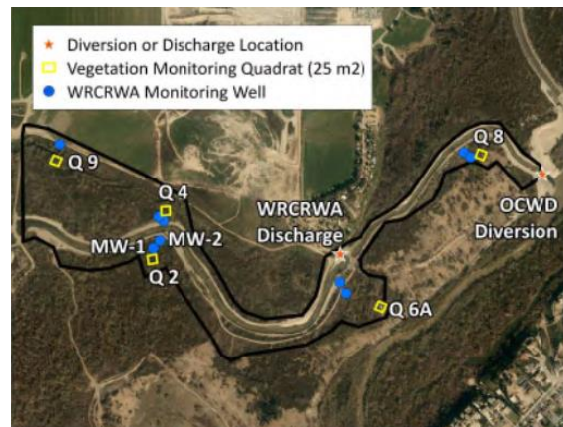 Diversion or Discharge Location
Vegetation Monitoring Quadrat (25 m2)
WRCRWA Monitoring Well
Q 8
Q 9
Q 4
WRCRWA
Discharge
OCWD
Diversion
MW-1
MW-2
Q 2
Q 6A